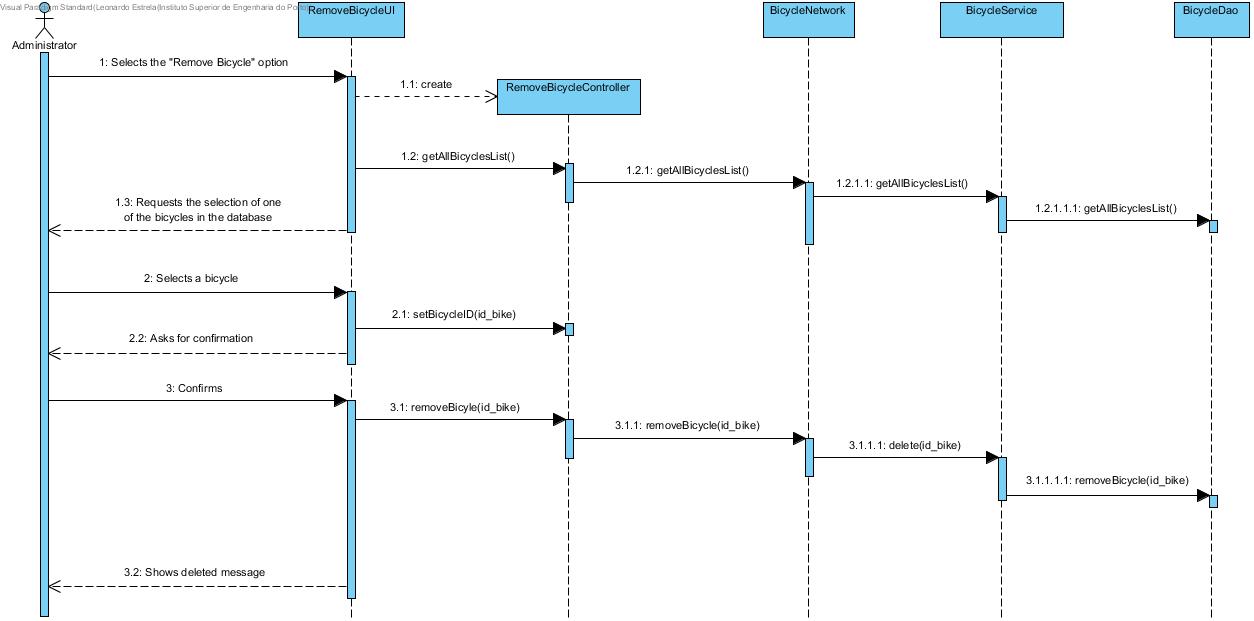 Visual Paradigm Standard(Leonardo Estrela(Instituto Superior de Engenharia do Porto
RemoveBicycleUI
BicycleNetwork
BicycleService
BicycleDao
Administrator
1: Selects the "Remove Bicycle" option
1.1: create
RemoveBicycleController
1.2: getAllBicyclesList()
1.2.1: getAllBicyclesList()
1.2.1.1: getAllBicyclesList()
1.2.1.1.1: getAllBicyclesList()
1.3: Requests the selection of one
of the bicycles in the database
2: Selects a bicycle
2.1: setBicycleID(id_bike)
2.2: Asks for confirmation
3: Confirms
3.1: removeBicyle(id_bike)
3.1.1: removeBicycle(id_bike)
3.1.1.1: delete(id_bike)
3.1.1.1.1: removeBicycle(id_bike)
3.2: Shows deleted message